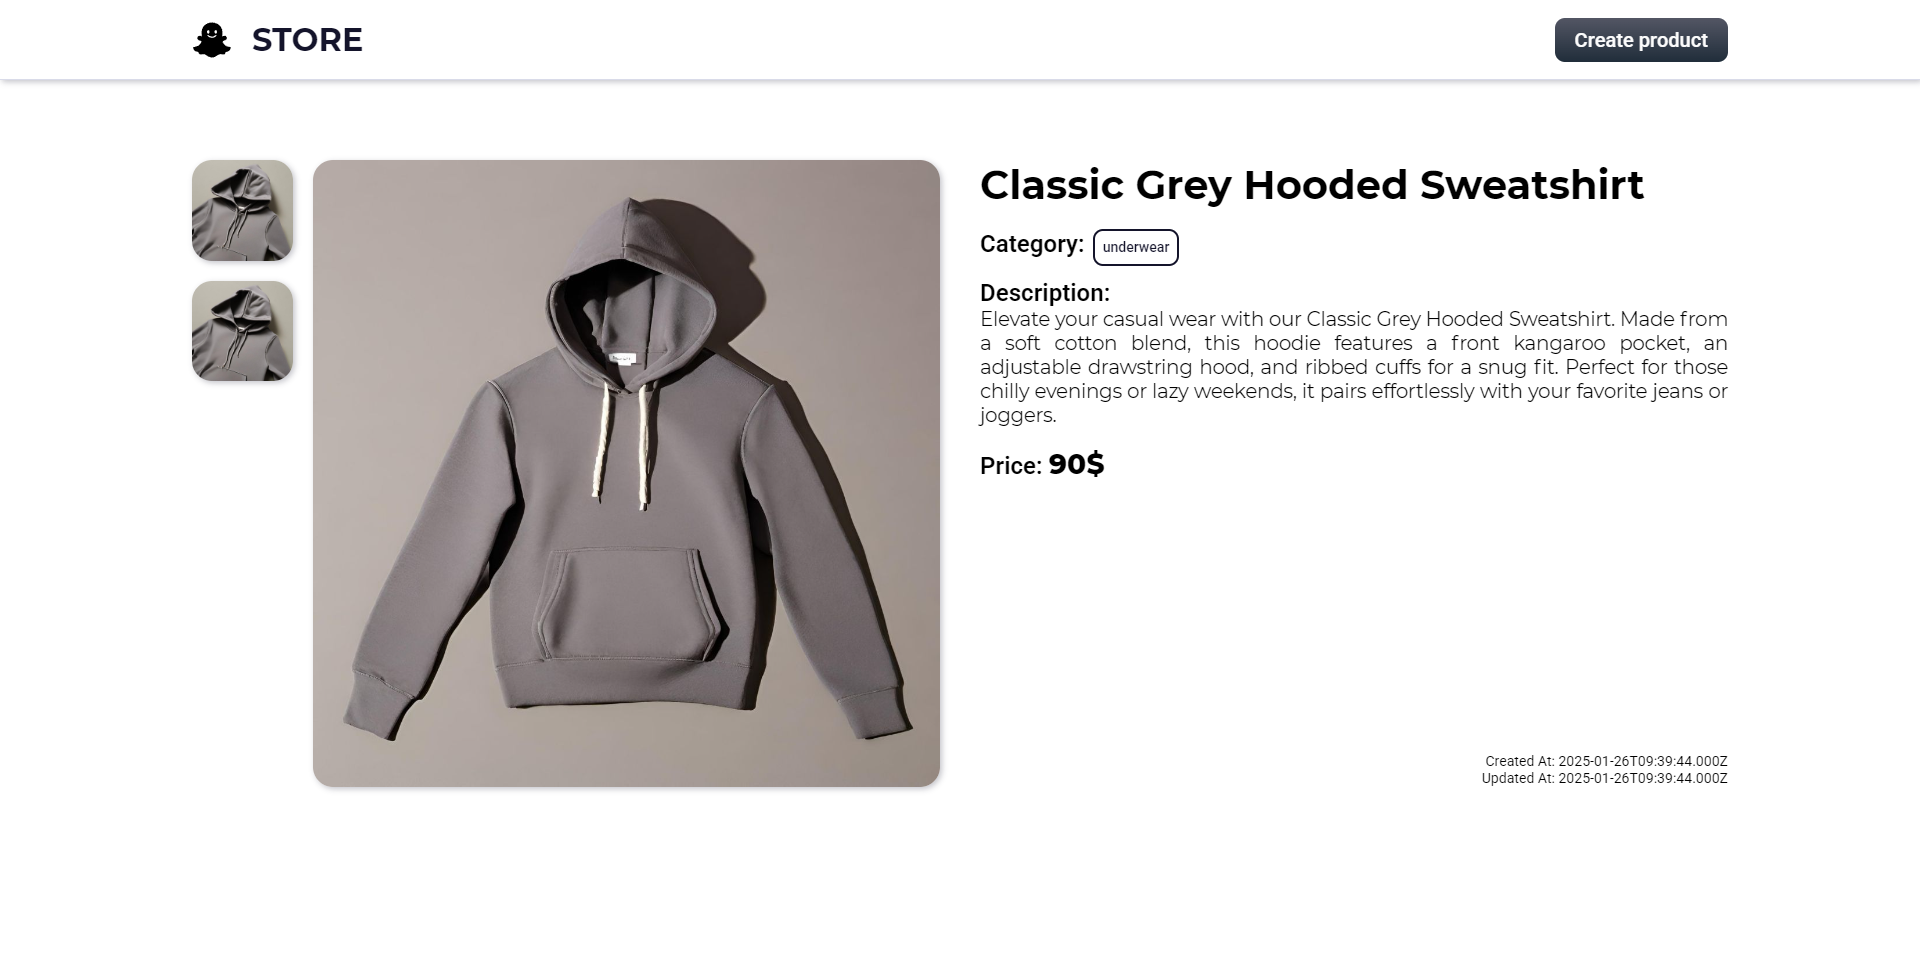 STORE
Create product
Classic Grey Hooded Sweatshirt
Category: underwear
Description:
Elevate your casual wear with our Classic Grey Hooded Sweatshirt. Made from
a soft cotton blend, this hoodie features a front kangaroo pocket, an
adjustable drawstring hood, and ribbed cuffs for a snug fit. Perfect for those
chilly evenings or lazy weekends, it pairs effortlessly with your favorite jeans or
joggers.
Price: 90$
Created At: 2025-01-26T09:39:44.000Z
Updated At: 2025-01-26T09:39:44.000Z